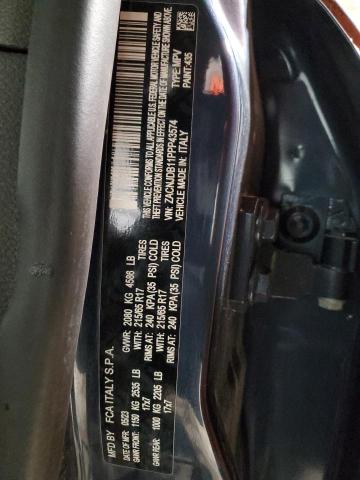 MFD BY FCA ITALY S.P.A.
DATE OF MFR: 05/23 GVWR: 2080 KG 4586 LB
GAWR FRONT: 1150 KG 2535 LB WITH: 215/65 R17 TIRES
17x7 RIMS AT: 240 KPA(35 PSI) COLD
GAWR REAR: 1000 KG 2205 LB WITH: 215/65 R17 TIRES
17x7 RIMS AT: 240 KPA(35 PSI) COLD
THIS VEHICLE CONFORMS TO ALL APPLICABLE U.S. FEDERAL MOTOR VEHICLE SAFETY AND
THEFT PREVENTION STANDARDS IN EFFECT ON THE DATE OF MANUFACTURE SHOWN ABOVE.
VIN: ZACNJDB11PPP43574 TYPE: MPV
VEHICLE MADE IN: ITALY PAINT: 435